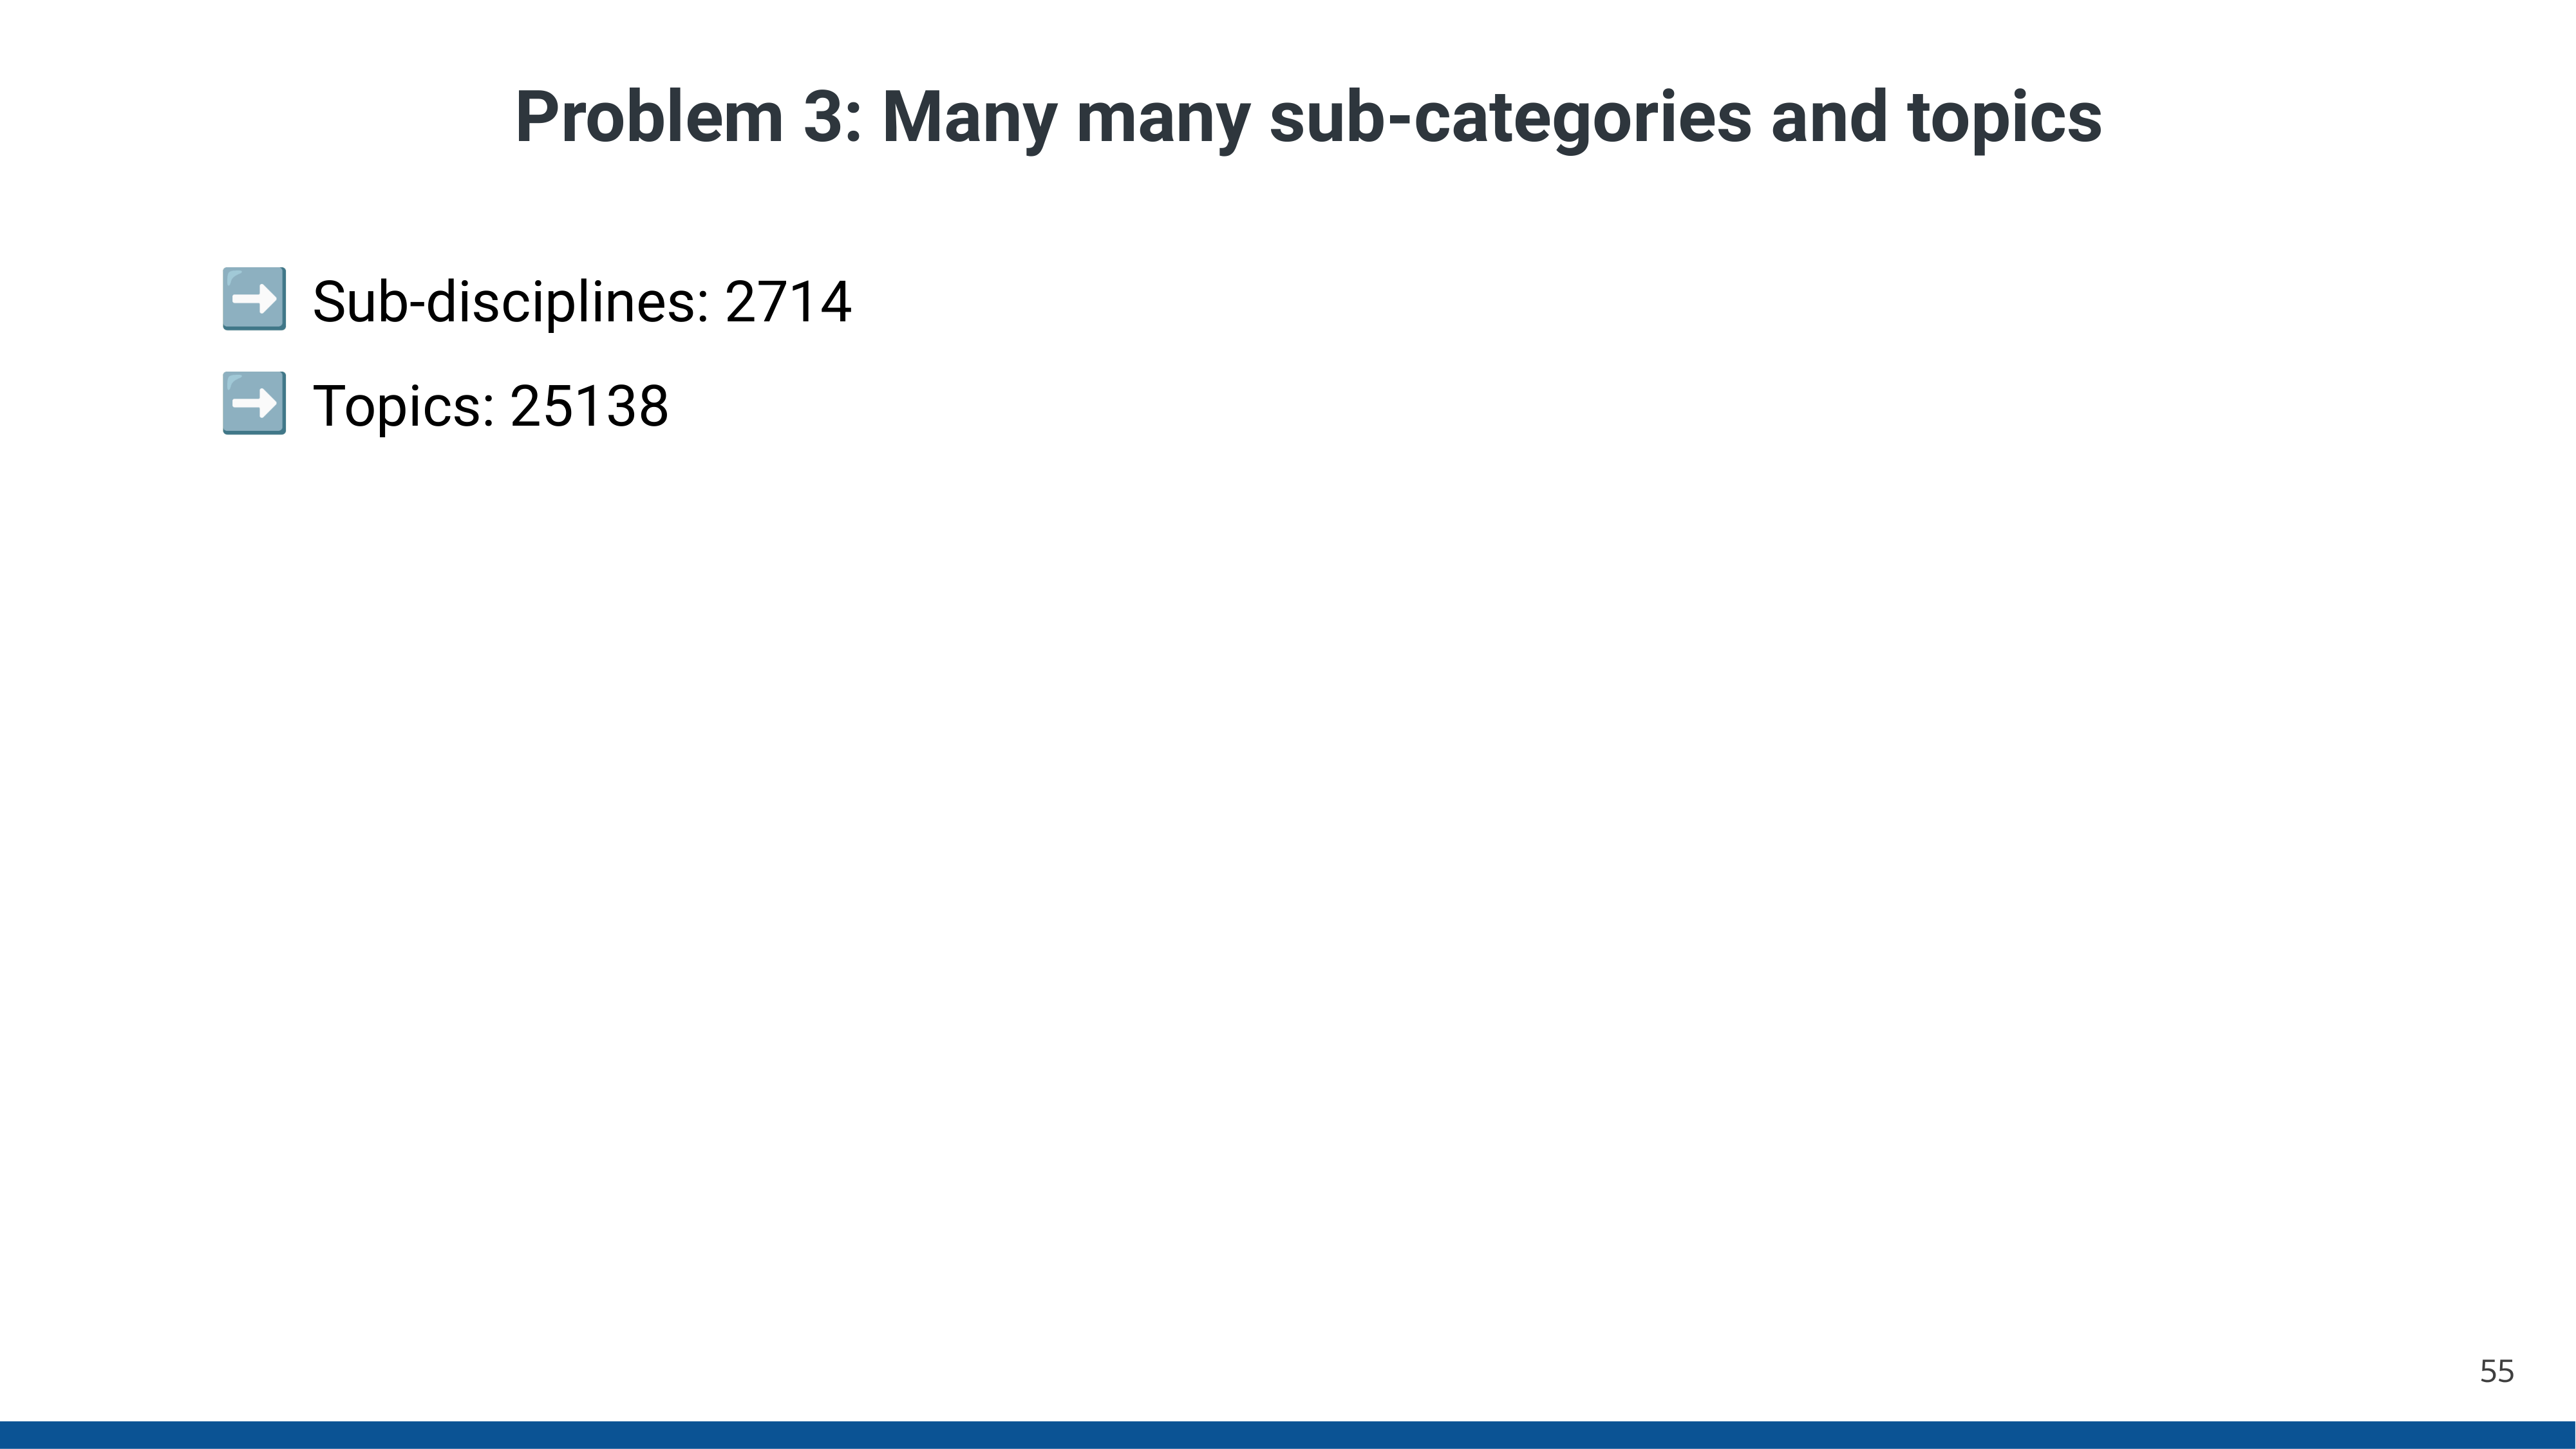 Problem 3: Many many sub-categories and topics
➡️ Sub-disciplines: 2714
➡️ Topics: 25138
55